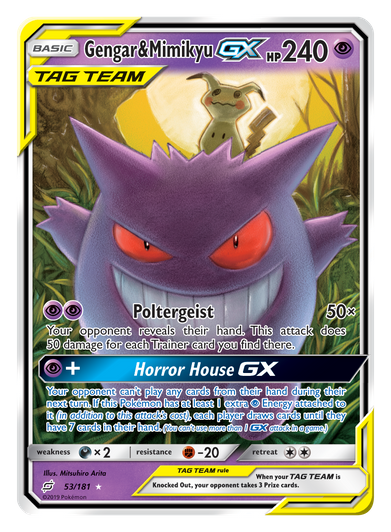 BASIC Gengar&Mimikyu GX HP240
TAG TEAM
Poltergeist 50×
Your opponent reveals their hand. This attack does
50 damage for each Trainer card you find there.
+ Horror House GX
Your opponent can't play any cards from their hand during their
next turn. If this Pokémon has at least 1 extra Energy attached to
it (in addition to this attack's cost), each player draws cards until they
have 7 cards in their hand. (You can't use more than 1 GX attack in a game.)
weakness ×2 resistance -20 retreat
Illus. Mitsuhiro Arita
53/181 ★
©2019 Pokémon
TAG TEAM rule
When your TAG TEAM is
Knocked Out, your opponent takes 3 Prize cards.